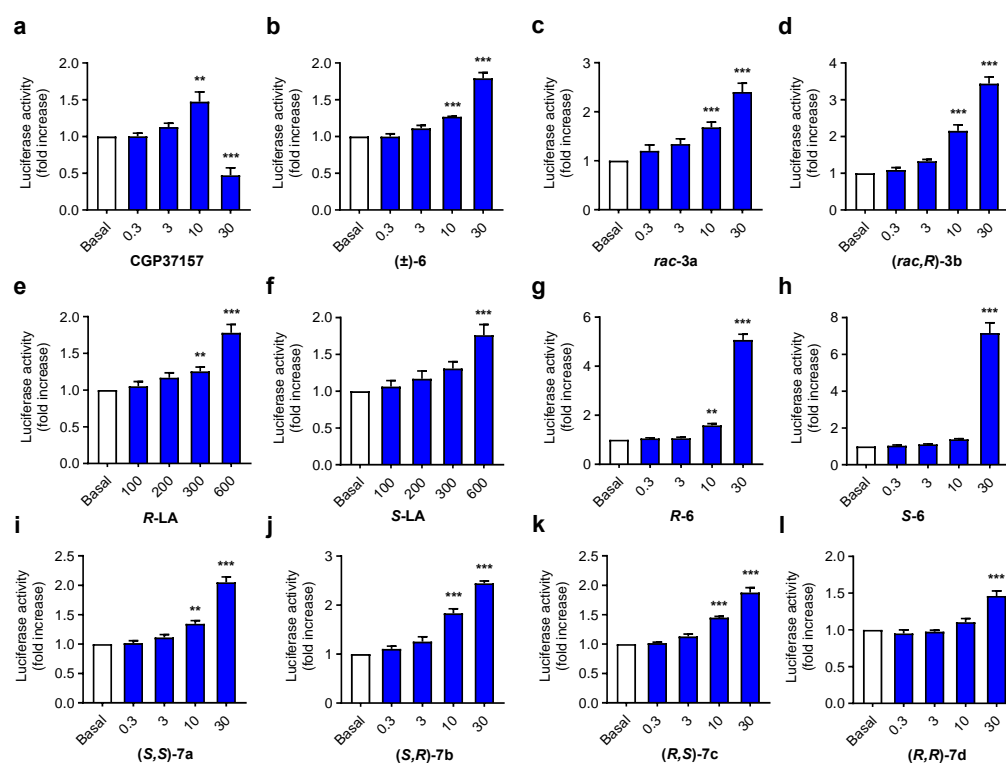 a
Luciferase activity
(fold increase)
2.0
1.5
1.0
0.5
0.0
**
***
Basal
0.3
3
10
30
CGP37157
b
Luciferase activity
(fold increase)
2.0
1.5
1.0
0.5
0.0
***
***
Basal
0.3
3
10
30
(±)-6
c
Luciferase activity
(fold increase)
3
2
1
0
***
***
Basal
0.3
3
10
30
rac-3a
d
Luciferase activity
(fold increase)
4
3
2
1
0
***
***
Basal
0.3
3
10
30
(rac,R)-3b
e
Luciferase activity
(fold increase)
2.0
1.5
1.0
0.5
0.0
**
***
Basal
100
200
300
600
R-LA
f
Luciferase activity
(fold increase)
2.0
1.5
1.0
0.5
0.0
***
Basal
100
200
300
600
S-LA
g
Luciferase activity
(fold increase)
6
4
2
0
**
***
Basal
0.3
3
10
30
R-6
h
Luciferase activity
(fold increase)
8
6
4
2
0
***
Basal
0.3
3
10
30
S-6
i
Luciferase activity
(fold increase)
2.5
2.0
1.5
1.0
0.5
0.0
**
***
Basal
0.3
3
10
30
(S,S)-7a
j
Luciferase activity
(fold increase)
3
2
1
0
***
***
Basal
0.3
3
10
30
(S,R)-7b
k
Luciferase activity
(fold increase)
2.5
2.0
1.5
1.0
0.5
0.0
***
***
Basal
0.3
3
10
30
(R,S)-7c
l
Luciferase activity
(fold increase)
2.0
1.5
1.0
0.5
0.0
***
Basal
0.3
3
10
30
(R,R)-7d